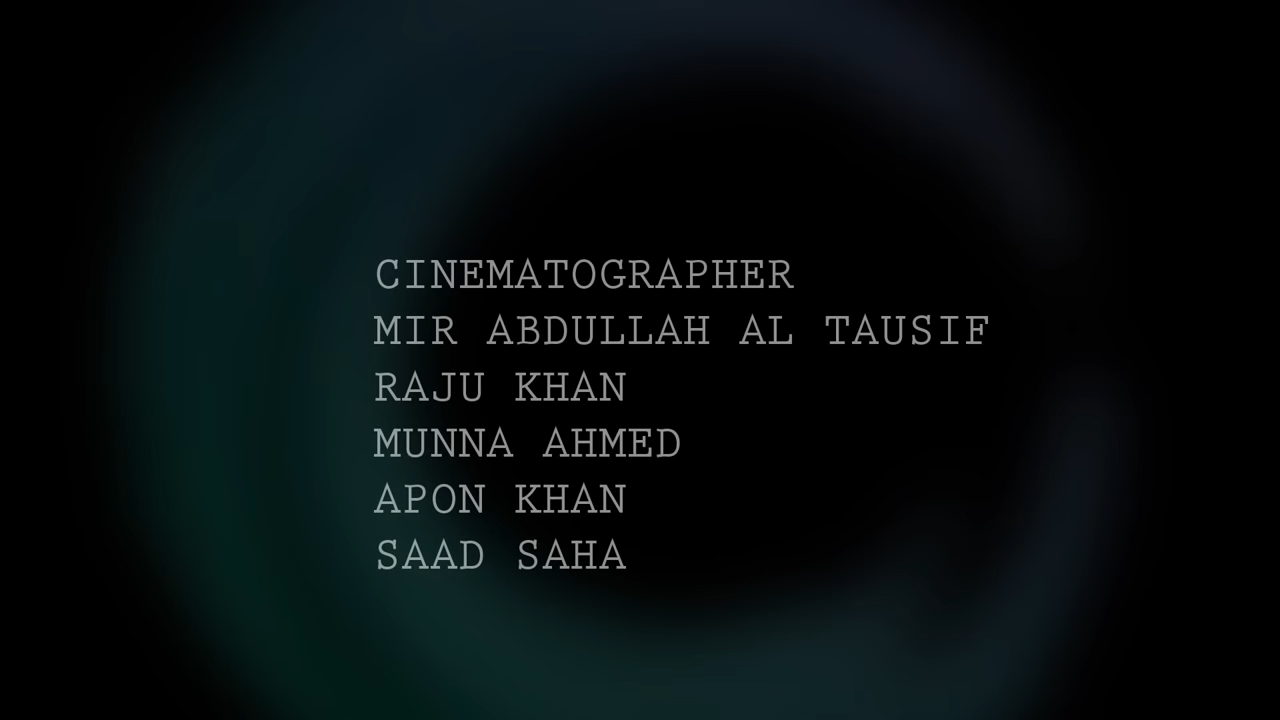 CINEMATOGRAPHER
MIR ABDULLAH AL TAUSIF
RAJU KHAN
MUNNA AHMED
APON KHAN
SAAD SAHA